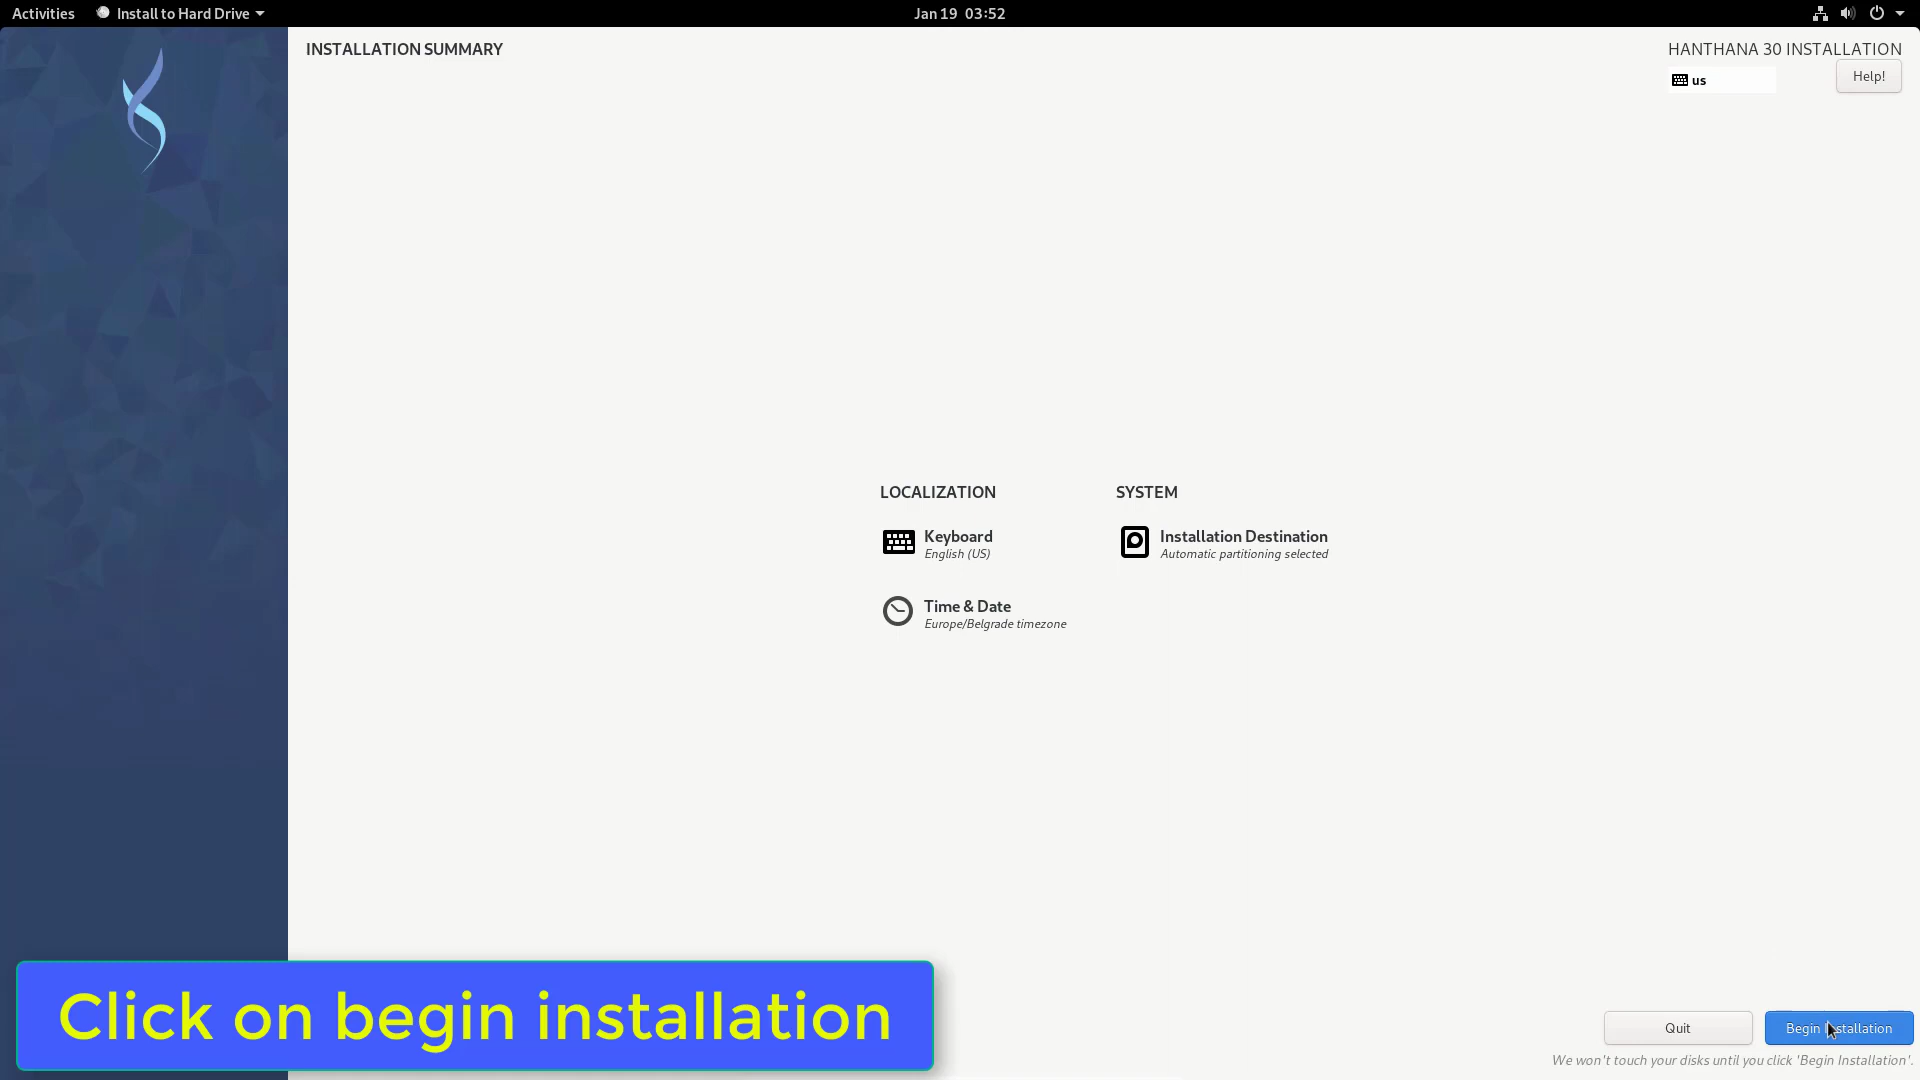 Activities Install to Hard Drive Jan 19 03:52
INSTALLATION SUMMARY
HANTHANA 30 INSTALLATION
us
Help!
LOCALIZATION
Keyboard
English (US)
Time & Date
Europe/Belgrade timezone
SYSTEM
Installation Destination
Automatic partitioning selected
Click on begin installation
Quit
Begin Installation
We won't touch your disks until you click 'Begin Installation'.